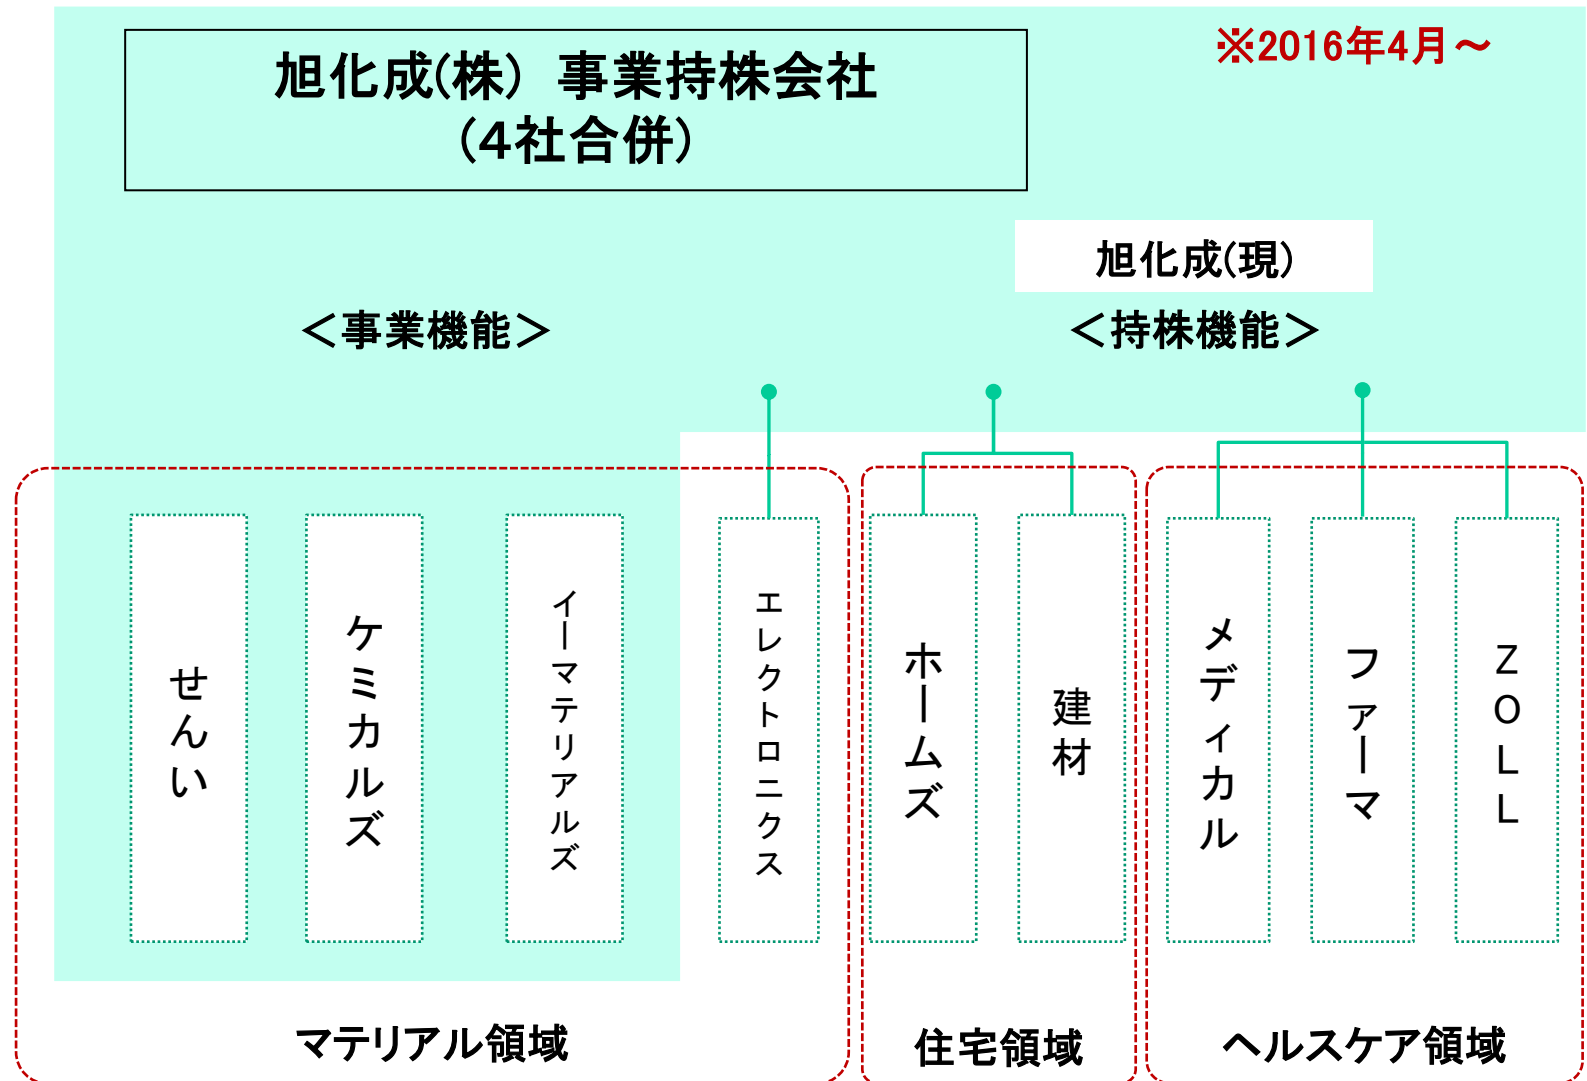 旭化成(株) 事業持株会社
(4社合併)
※2016年4月～
旭化成(現)
＜事業機能＞
＜持株機能＞
せんい
ケミカルズ
イーマテリアルズ
エレクトロニクス
ホームズ
建材
メディカル
ファーマ
ZOLL
マテリアル領域
住宅領域
ヘルスケア領域